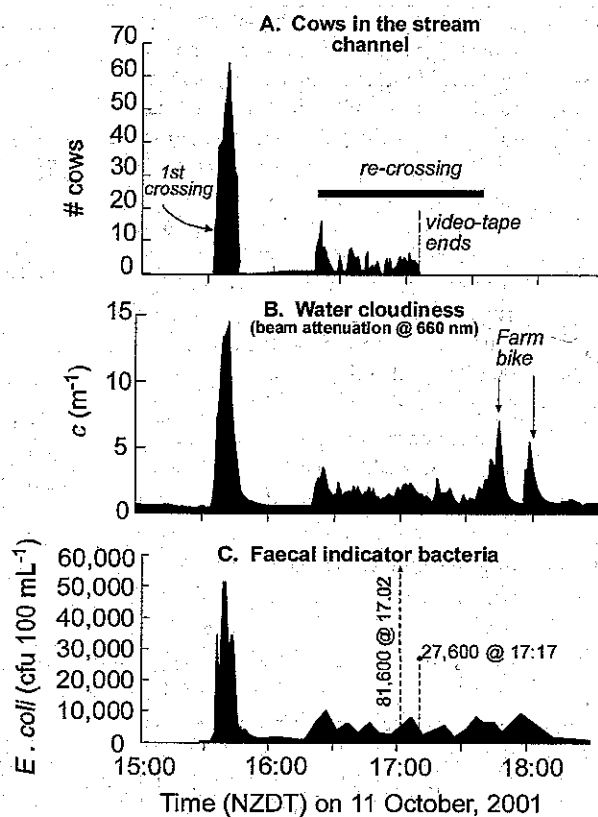 A. Cows in the stream
channel
70
60
50
40
30
20
10
0
# cows
1st
crossing
re-crossing
video-tape
ends
B. Water cloudiness
(beam attenuation @ 660 nm)
15
10
5
0
c (m⁻¹)
Farm
bike
C. Faecal indicator bacteria
60,000
50,000
40,000
30,000
20,000
10,000
0
E. coli (cfu 100 mL⁻¹)
81,600 @ 17.02
27,600 @ 17:17
15:00 16:00 17:00 18:00
Time (NZDT) on 11 October, 2001